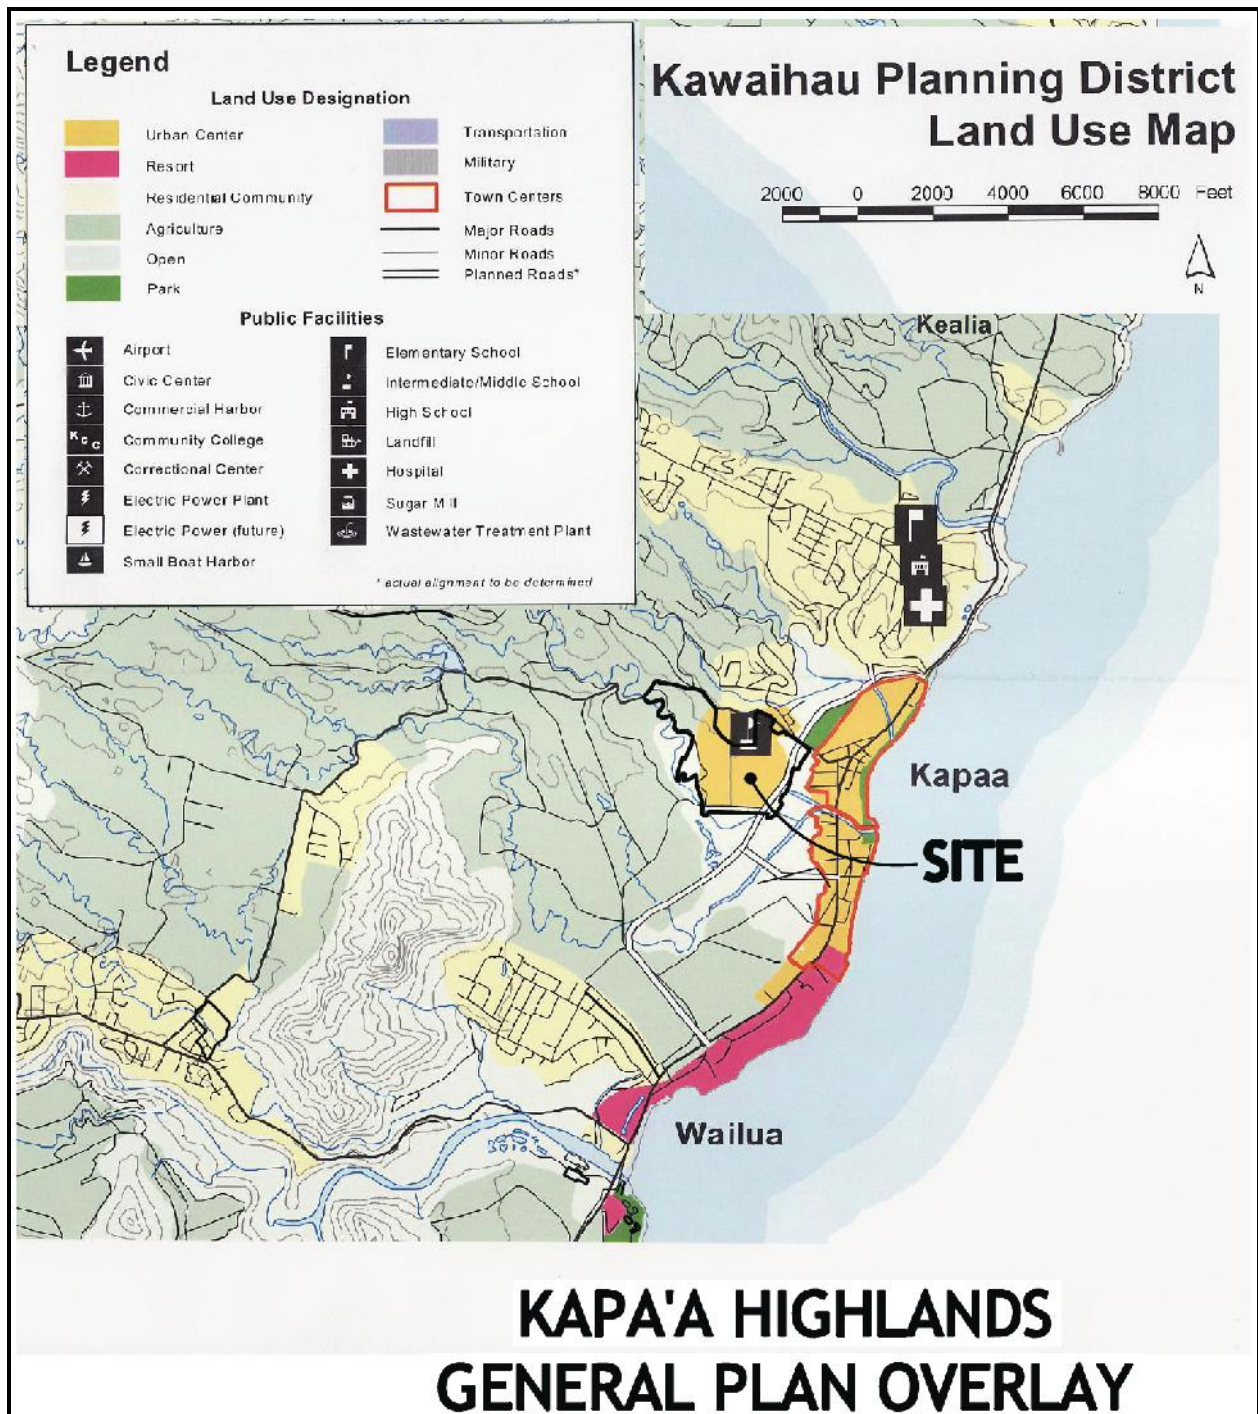 Legend
Land Use Designation
Urban Center
Resort
Residential Community
Agriculture
Open
Park
Transportation
Military
Town Centers
Major Roads
Minor Roads
Planned Roads*
Public Facilities
Airport
Civic Center
Commercial Harbor
KCC Community College
Correctional Center
Electric Power Plant
Electric Power (future)
Small Boat Harbor
Elementary School
Intermediate/Middle School
High School
Landfill
Hospital
Sugar Mill
Wastewater Treatment Plant
* actual alignment to be determined
Kawaihau Planning District
Land Use Map
2000 0 2000 4000 6000 8000 Feet
N
Kealia
Kapaa
SITE
Wailua
KAPA'A HIGHLANDS
GENERAL PLAN OVERLAY